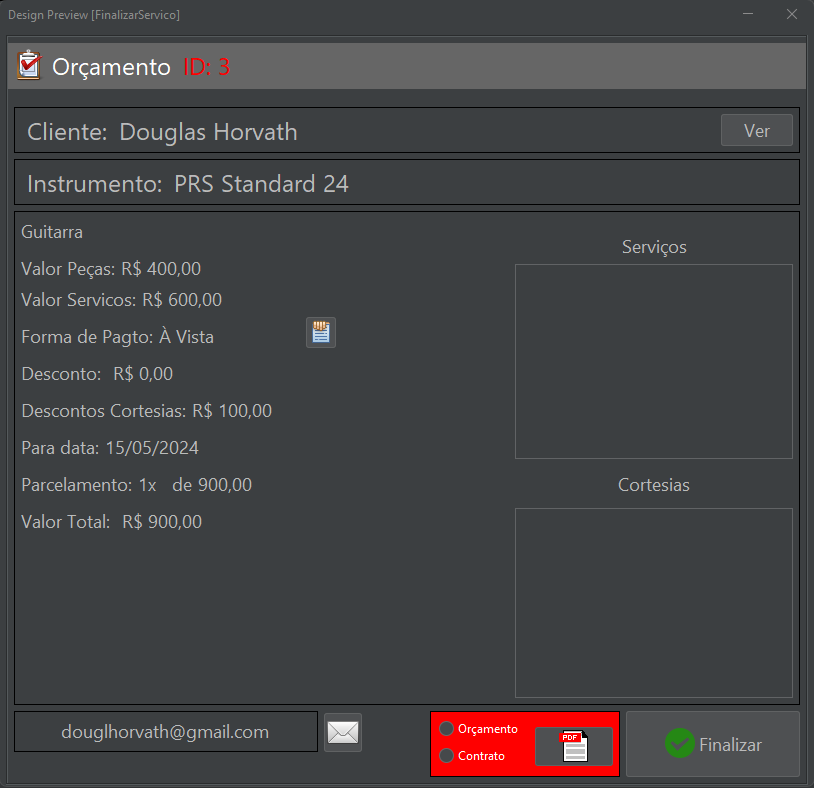 Design Preview [FinalizarServico]
Orçamento ID: 3
Cliente: Douglas Horvath
Ver
Instrumento: PRS Standard 24
Guitarra
Valor Peças: R$ 400,00
Valor Servicos: R$ 600,00
Forma de Pagto: À Vista
Desconto: R$ 0,00
Descontos Cortesias: R$ 100,00
Para data: 15/05/2024
Parcelamento: 1x de 900,00
Valor Total: R$ 900,00
Serviços
Cortesias
douglhorvath@gmail.com
Orçamento
Contrato
PDF
Finalizar